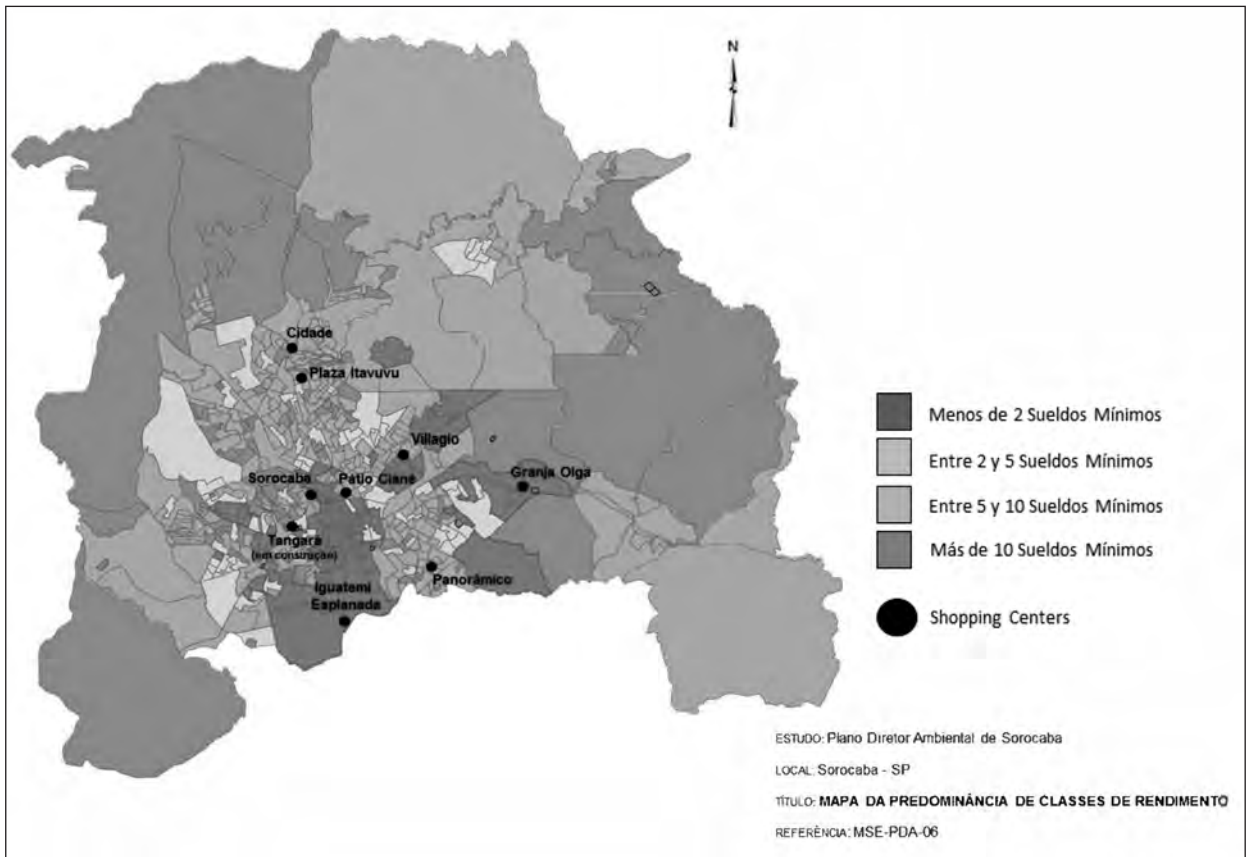 N
Cidade
Plaza Itavuvu
Villagio
Granja Olga
Sorocaba
Pátio Cianê
Tangará
(em construção)
Panorâmico
Iguatemi
Esplanada
Menos de 2 Sueldos Mínimos
Entre 2 y 5 Sueldos Mínimos
Entre 5 y 10 Sueldos Mínimos
Más de 10 Sueldos Mínimos
Shopping Centers
ESTUDO: Plano Diretor Ambiental de Sorocaba
LOCAL: Sorocaba - SP
TÍTULO: MAPA DA PREDOMINÂNCIA DE CLASSES DE RENDIMENTO
REFERÊNCIA: MSE-PDA-06